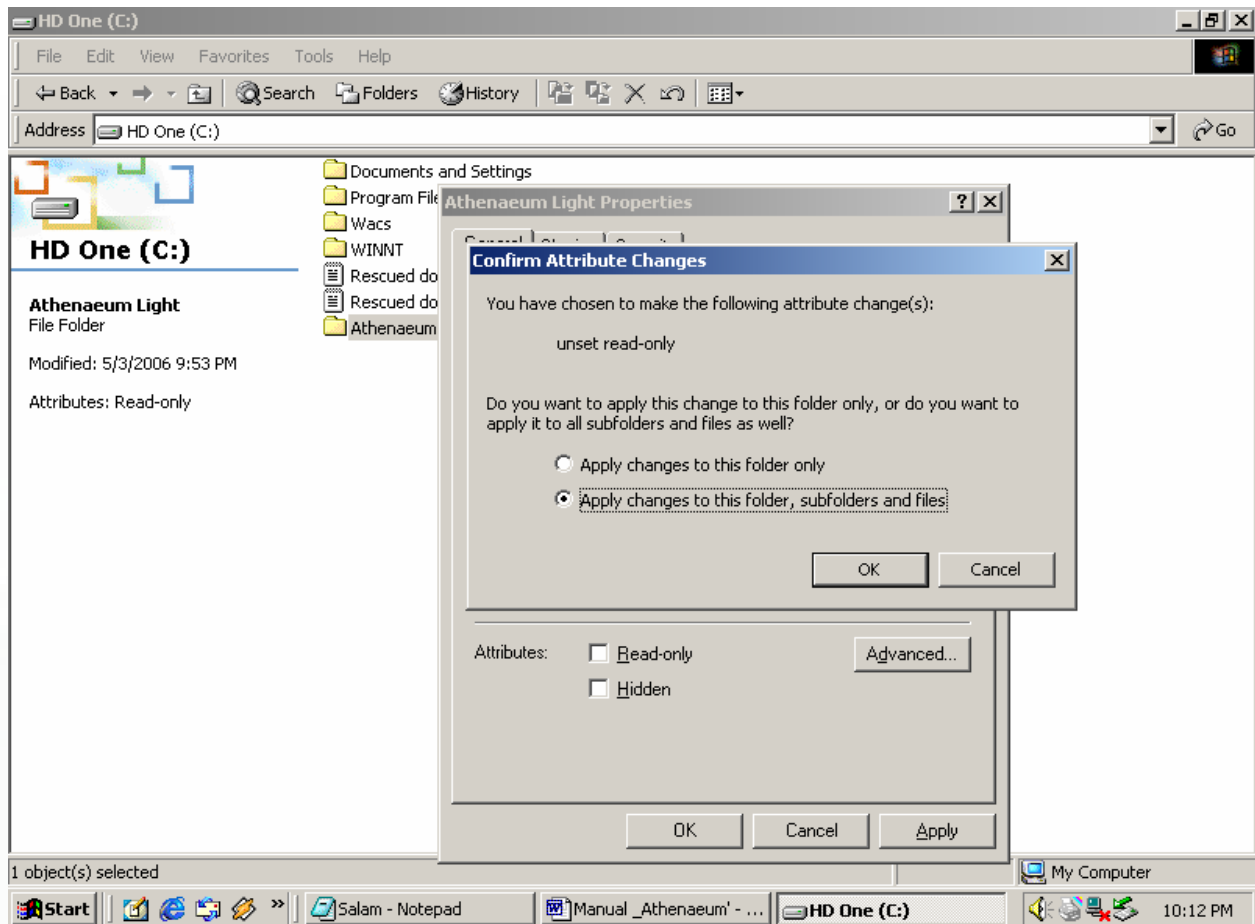 HD One (C:)
File Edit View Favorites Tools Help
Back Search Folders History
Address HD One (C:) Go
HD One (C:)
Athenaeum Light
File Folder
Modified: 5/3/2006 9:53 PM
Attributes: Read-only
Documents and Settings
Program File
Wacs
WINNT
Rescued do
Rescued do
Athenaeum
Athenaeum Light Properties
Confirm Attribute Changes
You have chosen to make the following attribute change(s):
unset read-only
Do you want to apply this change to this folder only, or do you want to
apply it to all subfolders and files as well?
Apply changes to this folder only
Apply changes to this folder, subfolders and files
OK Cancel
Attributes: Read-only Advanced...
Hidden
OK Cancel Apply
1 object(s) selected My Computer
Start » Salam - Notepad Manual _Athenaeum' - ... HD One (C:) 10:12 PM